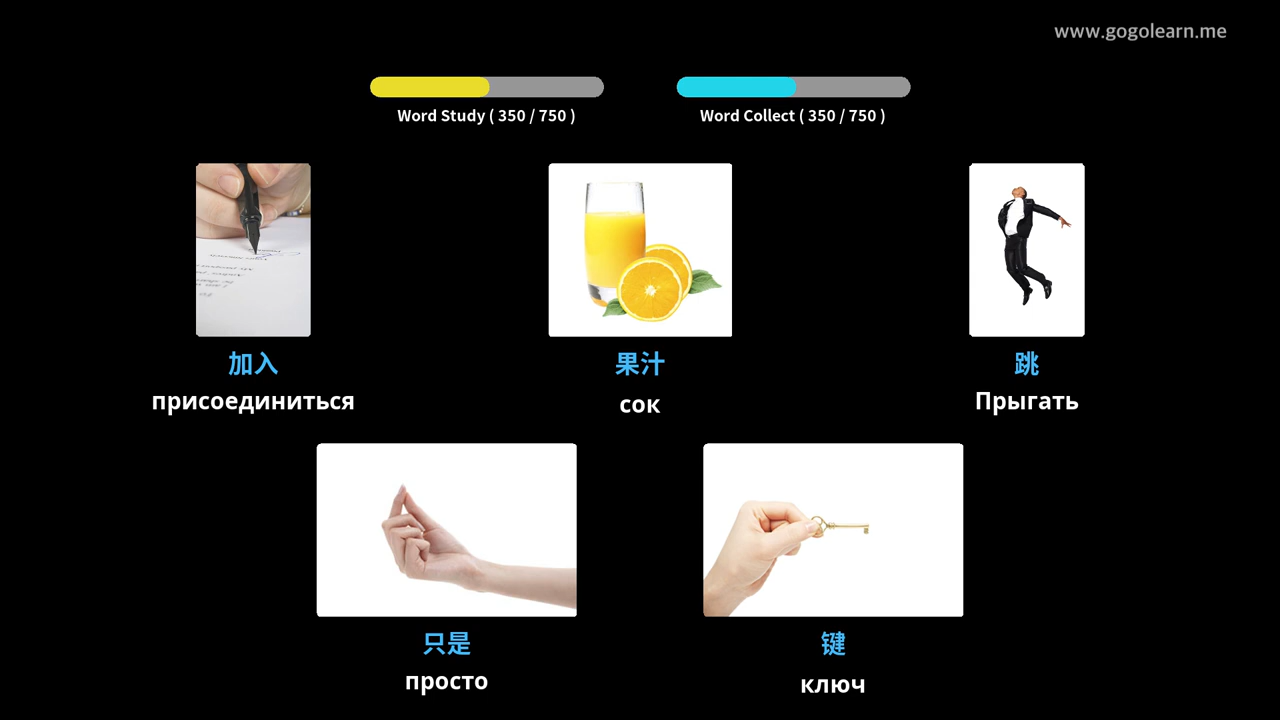 www.gogolearn.me
Word Study ( 350 / 750 )
Word Collect ( 350 / 750 )
加入
присоединиться
果汁
сок
跳
Прыгать
只是
просто
键
ключ